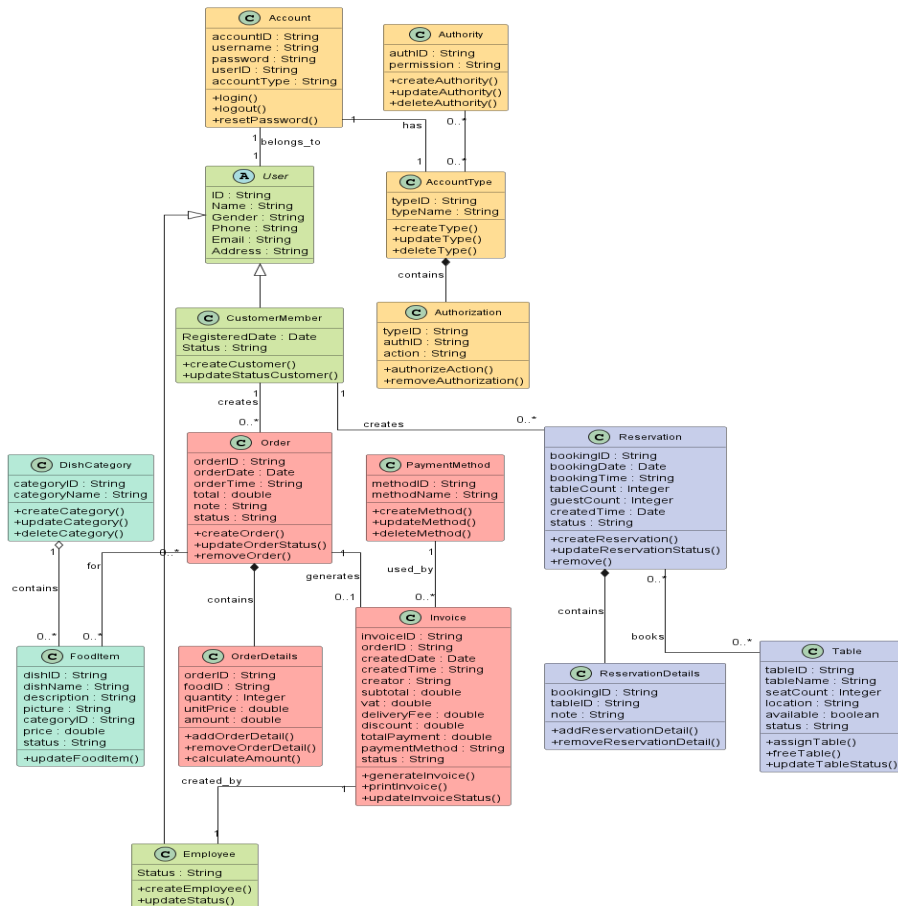 C Account
accountID : String
username : String
password : String
userID : String
accountType : String
+login()
+logout()
+resetPassword()
C Authority
authID : String
permission : String
+createAuthority()
+updateAuthority()
+deleteAuthority()
1
has
0..*
1
belongs_to
1
1
0..*
A User
ID : String
Name : String
Gender : String
Phone : String
Email : String
Address : String
C AccountType
typeID : String
typeName : String
+createType()
+updateType()
+deleteType()
contains
C Authorization
typeID : String
authID : String
action : String
+authorizeAction()
+removeAuthorization()
C CustomerMember
RegisteredDate : Date
Status : String
+createCustomer()
+updateStatusCustomer()
1
creates
0..*
1
creates
0..*
C DishCategory
categoryID : String
categoryName : String
+createCategory()
+updateCategory()
+deleteCategory()
C Order
orderID : String
orderDate : Date
orderTime : String
total : double
note : String
status : String
+createOrder()
+updateOrderStatus()
+removeOrder()
C PaymentMethod
methodID : String
methodName : String
+createMethod()
+updateMethod()
+deleteMethod()
C Reservation
bookingID : String
bookingDate : Date
bookingTime : String
tableCount : Integer
guestCount : Integer
createdTime : Date
status : String
+createReservation()
+updateReservationStatus()
+remove()
1
contains
0..*
0..*
for
0..*
contains
1
generates
0..1
1
used_by
0..*
contains
0..*
books
0..*
C FoodItem
dishID : String
dishName : String
description : String
picture : String
categoryID : String
price : double
status : String
+updateFoodItem()
C OrderDetails
orderID : String
foodID : String
quantity : Integer
unitPrice : double
amount : double
+addOrderDetail()
+removeOrderDetail()
+calculateAmount()
C Invoice
invoiceID : String
orderID : String
createdDate : Date
createdTime : String
creator : String
subtotal : double
vat : double
deliveryFee : double
discount : double
totalPayment : double
paymentMethod : String
status : String
+generateInvoice()
+printInvoice()
+updateInvoiceStatus()
C ReservationDetails
bookingID : String
tableID : String
note : String
+addReservationDetail()
+removeReservationDetail()
C Table
tableID : String
tableName : String
seatCount : Integer
location : String
available : boolean
status : String
+assignTable()
+freeTable()
+updateTableStatus()
created_by
1
1
C Employee
Status : String
+createEmployee()
+updateStatus()